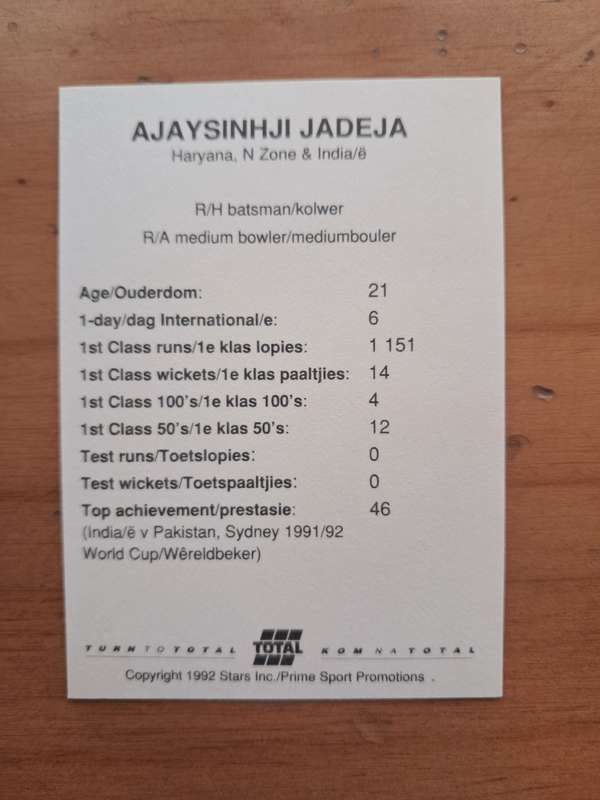 AJAYSINHJI JADEJA
Haryana, N Zone & India/ë
R/H batsman/kolwer
R/A medium bowler/mediumbouler
Age/Ouderdom: 21
1-day/dag International/e: 6
1st Class runs/1e klas lopies: 1 151
1st Class wickets/1e klas paaltjies: 14
1st Class 100's/1e klas 100's: 4
1st Class 50's/1e klas 50's: 12
Test runs/Toetslopies: 0
Test wickets/Toetspaaltjies: 0
Top achievement/prestasie: 46
(India/ë v Pakistan, Sydney 1991/92
World Cup/Wêreldbeker)
TURN TO TOTAL TOTAL KOM NA TOTAL
Copyright 1992 Stars Inc./Prime Sport Promotions .